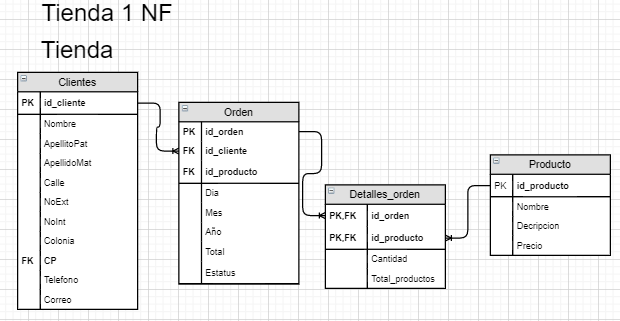 Tienda 1 NF
Tienda
Clientes
PK id_cliente
Nombre
ApellitoPat
ApellidoMat
Calle
NoExt
NoInt
Colonia
FK CP
Telefono
Correo
Orden
PK id_orden
FK id_cliente
FK id_producto
Dia
Mes
Año
Total
Estatus
Detalles_orden
PK,FK id_orden
PK,FK id_producto
Cantidad
Total_productos
Producto
PK id_producto
Nombre
Decripcion
Precio